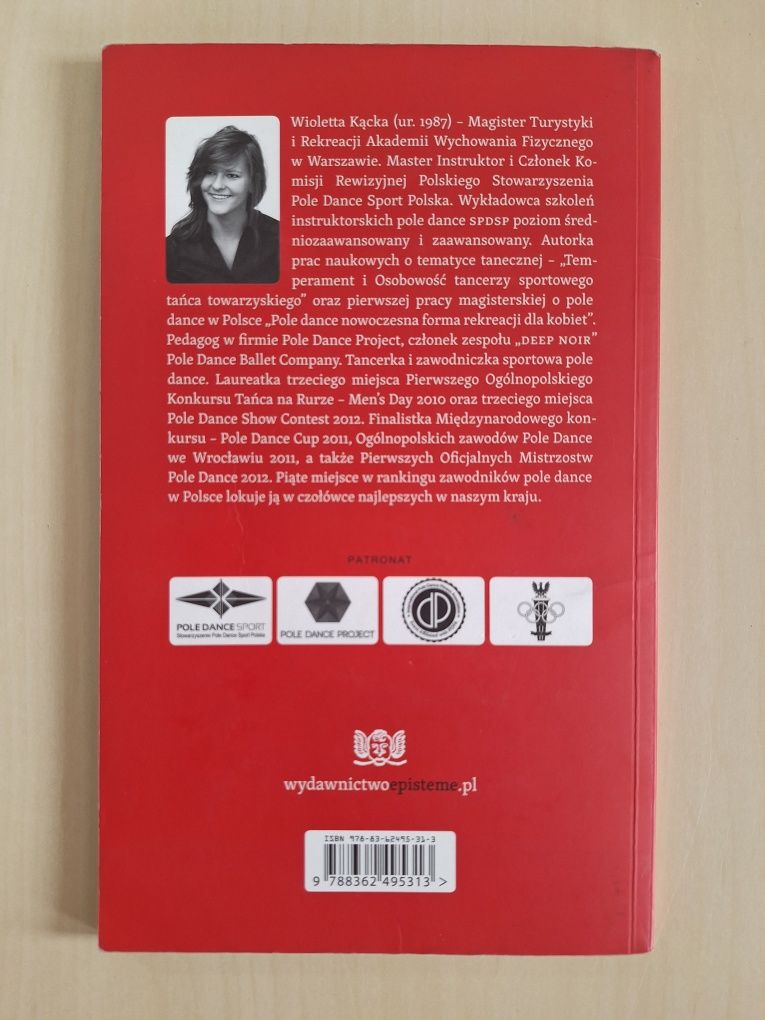 Wioletta Kącka (ur. 1987) – Magister Turystyki
i Rekreacji Akademii Wychowania Fizycznego
w Warszawie. Master Instruktor i Członek Ko-
misji Rewizyjnej Polskiego Stowarzyszenia
Pole Dance Sport Polska. Wykładowca szkoleń
instruktorskich pole dance SPDSP poziom śred-
niozaawansowany i zaawansowany. Autorka
prac naukowych o tematyce tanecznej – „Tem-
perament i Osobowość tancerzy sportowego
tańca towarzyskiego” oraz pierwszej pracy magisterskiej o pole
dance w Polsce „Pole dance nowoczesna forma rekreacji dla kobiet”.
Pedagog w firmie Pole Dance Project, członek zespołu „DEEP NOIR”
Pole Dance Ballet Company. Tancerka i zawodniczka sportowa pole
dance. Laureatka trzeciego miejsca Pierwszego Ogólnopolskiego
Konkursu Tańca na Rurze – Men’s Day 2010 oraz trzeciego miejsca
Pole Dance Show Contest 2012. Finalistka Międzynarodowego kon-
kursu – Pole Dance Cup 2011, Ogólnopolskich zawodów Pole Dance
we Wrocławiu 2011, a także Pierwszych Oficjalnych Mistrzostw
Pole Dance 2012. Piąte miejsce w rankingu zawodników pole dance
w Polsce lokuje ją w czołówce najlepszych w naszym kraju.
PATRONAT
POLE DANCE SPORT
Stowarzyszenie Pole Dance Sport Polska
POLE DANCE PROJECT
wydawnictwoepisteme.pl
ISBN 978-83-62495-31-3
9 788362 495313 >